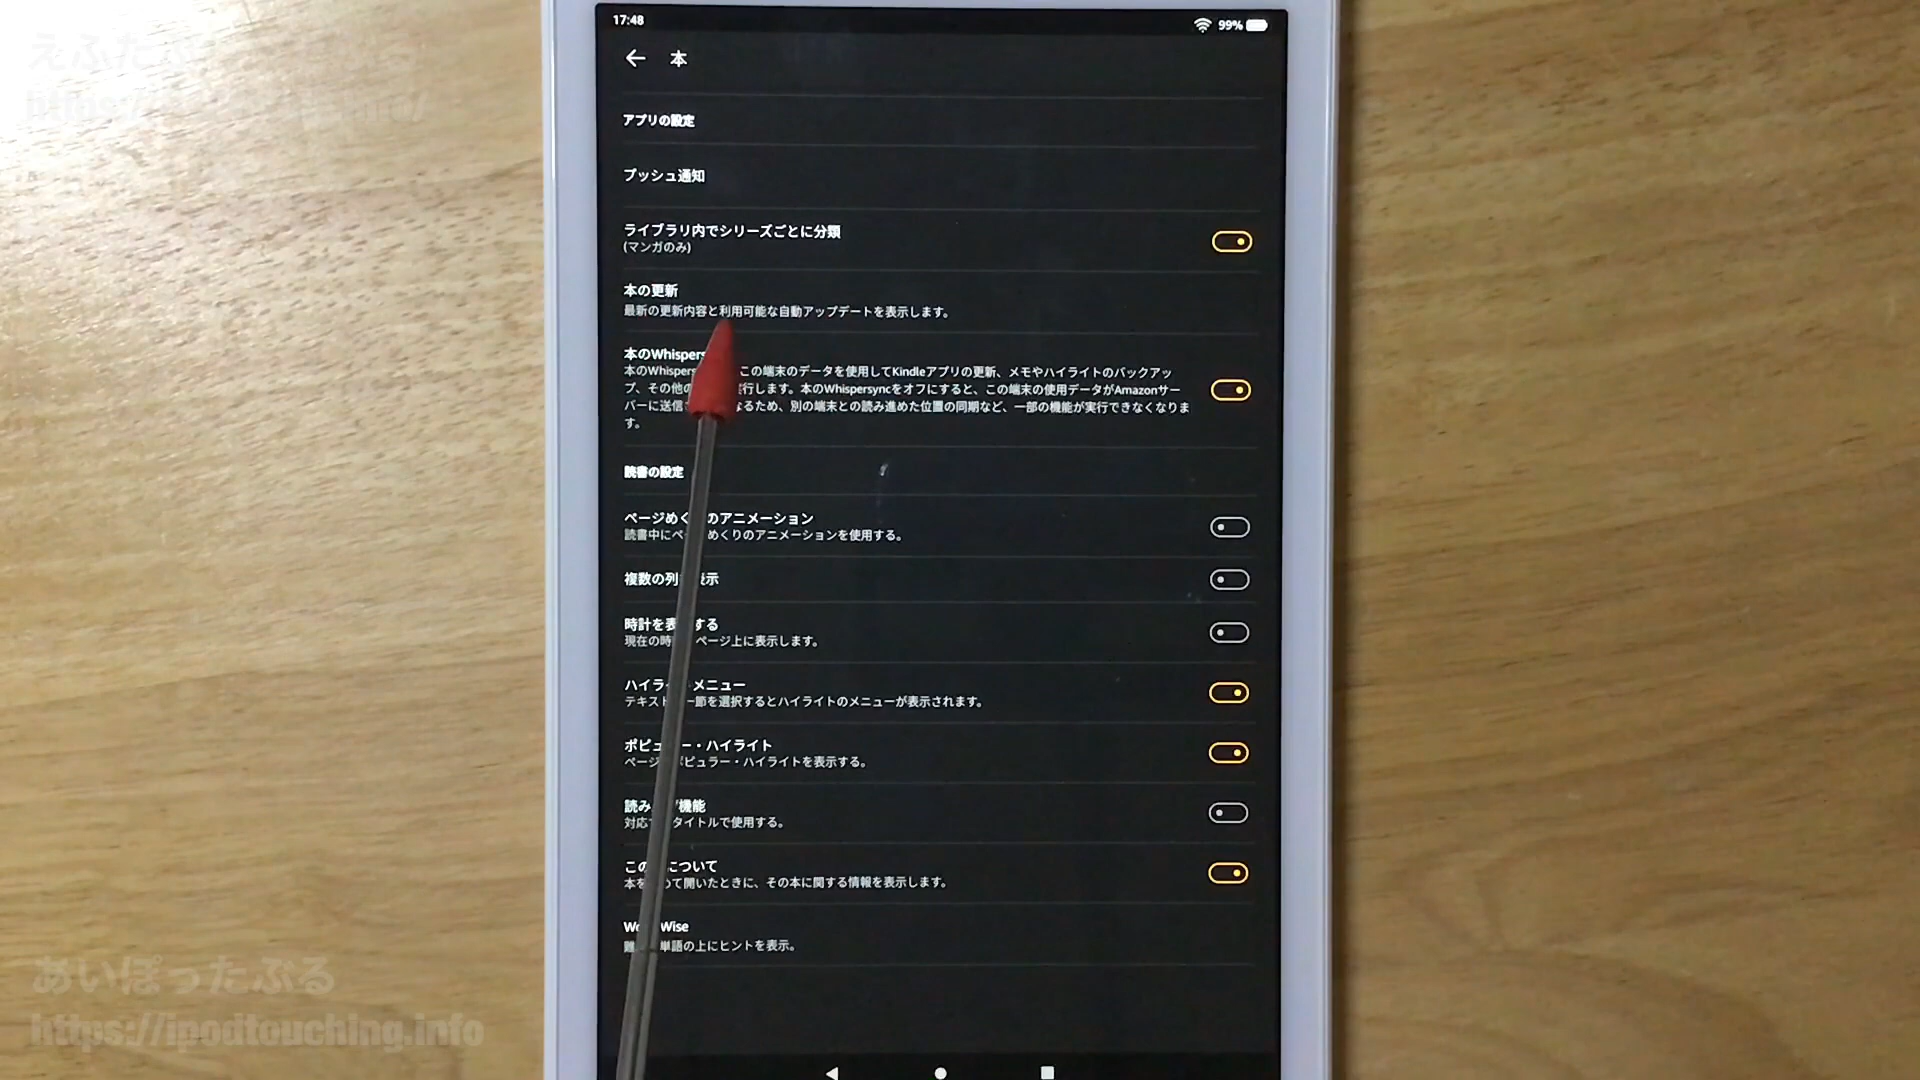 17:48
99%
本
アプリの設定
プッシュ通知
ライブラリ内でシリーズごとに分類
(マンガのみ)
本の更新
最新の更新内容と利用可能な自動アップデートを表示します。
本のWhispers
本のWhispers この端末のデータを使用してKindleアプリの更新、メモやハイライトのバックアッ
プ、その他の 実行します。本のWhispersyncをオフにすると、この端末の使用データがAmazonサー
バーに送信 なるため、別の端末との読み進めた位置の同期など、一部の機能が実行できなくなりま
す。
読書の設定
ページめく のアニメーション
読書中にペ めくりのアニメーションを使用する。
複数の列 表示
時計を表 する
現在の時 ページ上に表示します。
ハイラ メニュー
テキスト 一節を選択するとハイライトのメニューが表示されます。
ポピュ ー・ハイライト
ページ ポピュラー・ハイライトを表示する。
読み 機能
対応 タイトルで使用する。
この について
本を めて開いたときに、その本に関する情報を表示します。
Wo Wise
難 単語の上にヒントを表示。
あいぽったぶる
https://ipodtouching.info